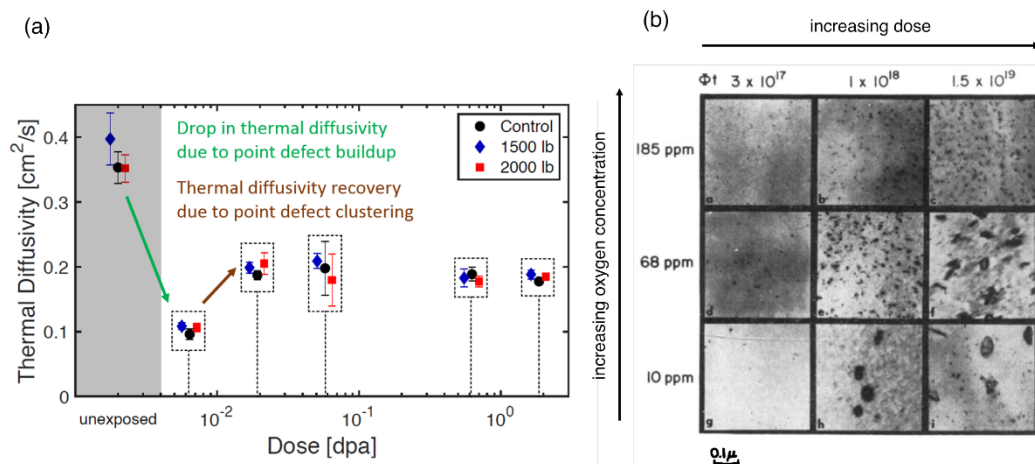 (a)
Thermal Diffusivity [cm²/s]
0.4
0.3
0.2
0.1
0
Drop in thermal diffusivity
due to point defect buildup
Thermal diffusivity recovery
due to point defect clustering
Control
1500 lb
2000 lb
unexposed
10⁻²
10⁻¹
10⁰
Dose [dpa]
(b)
increasing dose
increasing oxygen concentration
Φt 3 x 10¹⁷ 1 x 10¹⁸ 1.5 x 10¹⁹
185 ppm
a b c
68 ppm
d e f
10 ppm
g h i
0.1μ